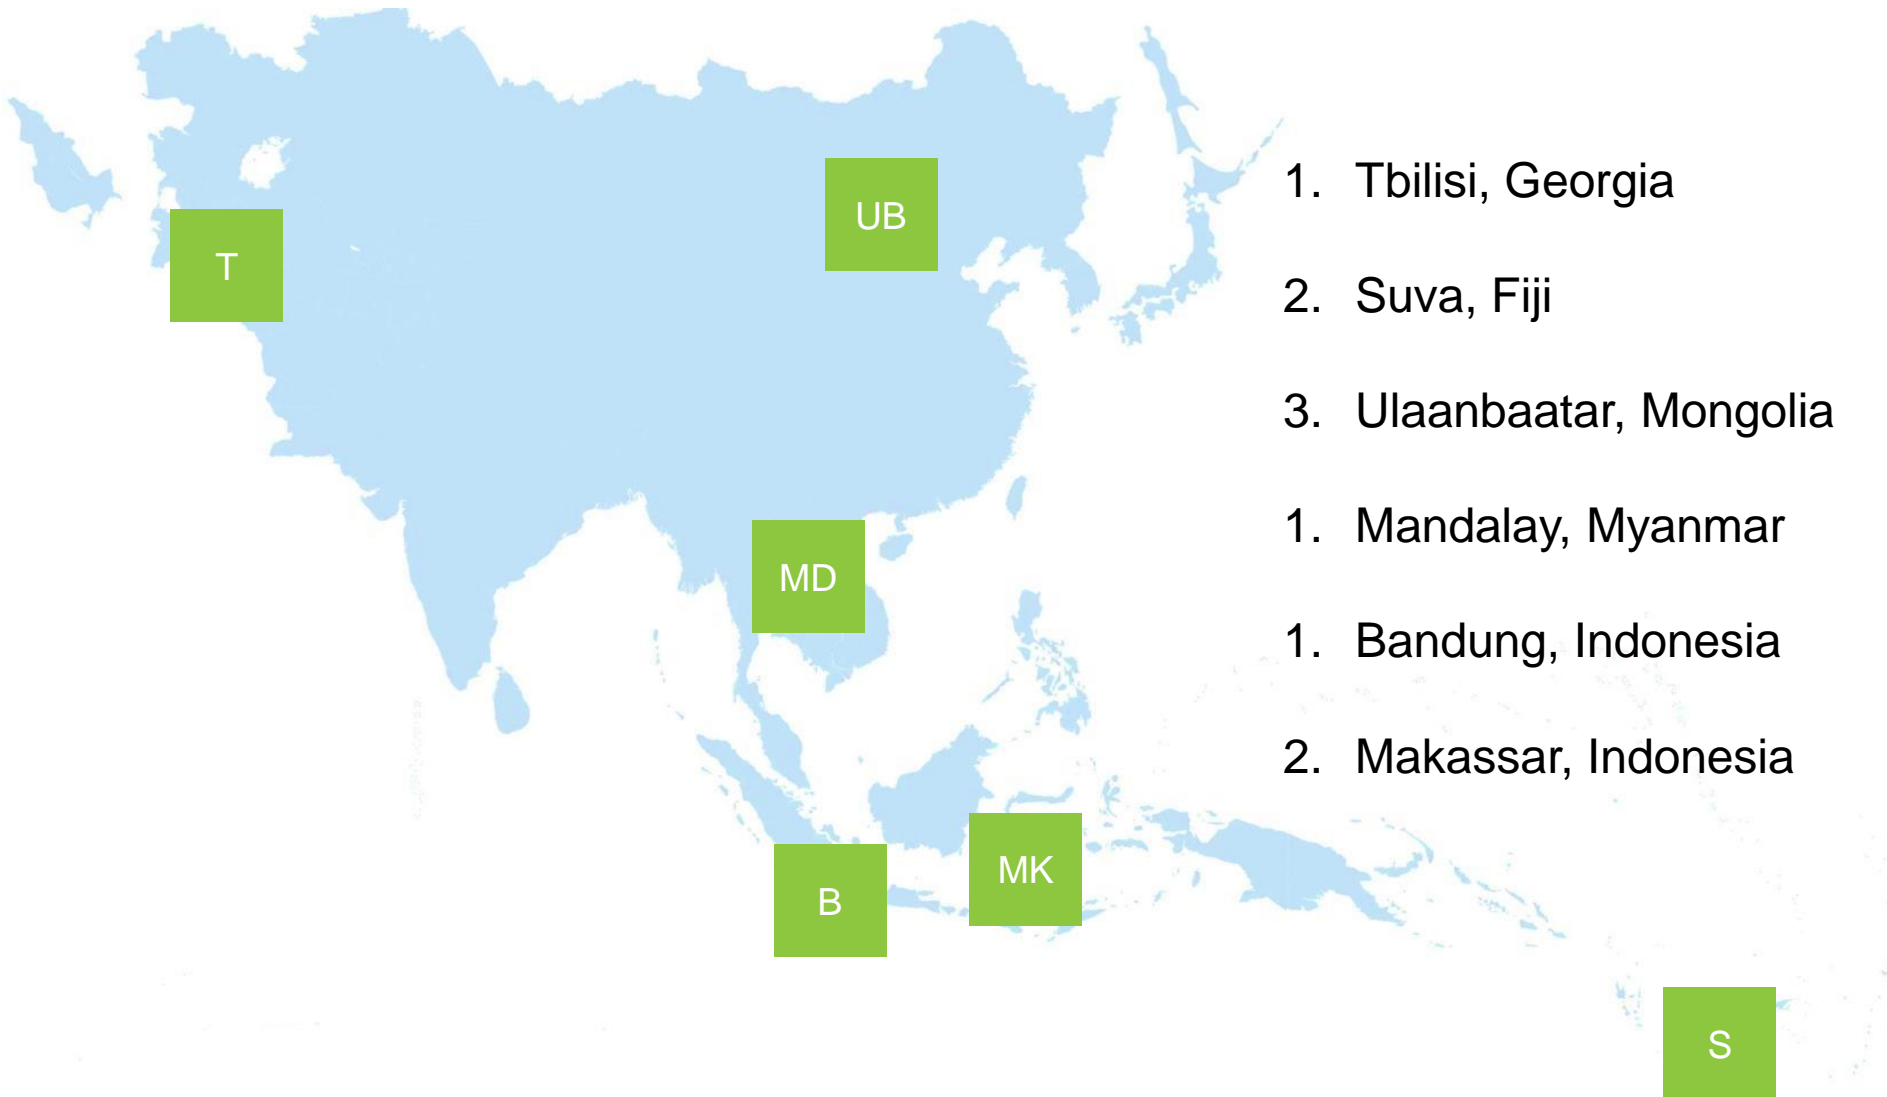 UB
T
MD
MK
B
S
1. Tbilisi, Georgia
2. Suva, Fiji
3. Ulaanbaatar, Mongolia
1. Mandalay, Myanmar
1. Bandung, Indonesia
2. Makassar, Indonesia